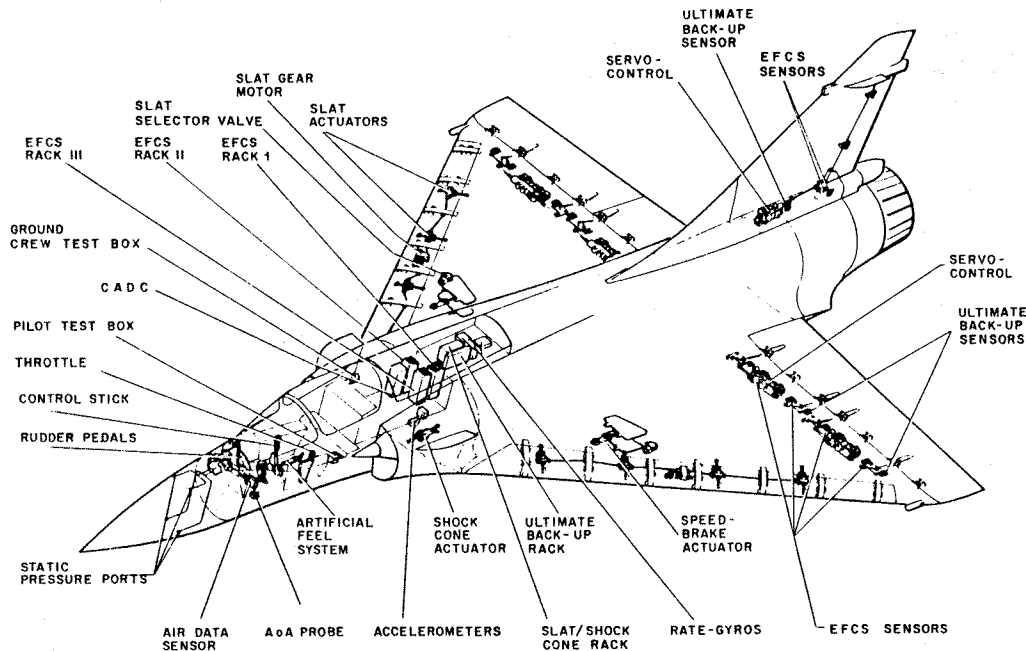 ULTIMATE
BACK-UP
SENSOR
SERVO-
CONTROL
EFCS
SENSORS
SLAT GEAR
MOTOR
SLAT
SELECTOR VALVE
SLAT
ACTUATORS
EFCS
RACK III
EFCS
RACK II
EFCS
RACK 1
GROUND
CREW TEST BOX
CADC
PILOT TEST BOX
THROTTLE
CONTROL STICK
RUDDER PEDALS
SERVO-
CONTROL
ULTIMATE
BACK-UP
SENSORS
STATIC
PRESSURE PORTS
ARTIFICIAL
FEEL
SYSTEM
SHOCK
CONE
ACTUATOR
ULTIMATE
BACK-UP
RACK
SPEED-
BRAKE
ACTUATOR
AIR DATA
SENSOR
AoA PROBE
ACCELEROMETERS
SLAT/SHOCK
CONE RACK
RATE-GYROS
EFCS SENSORS